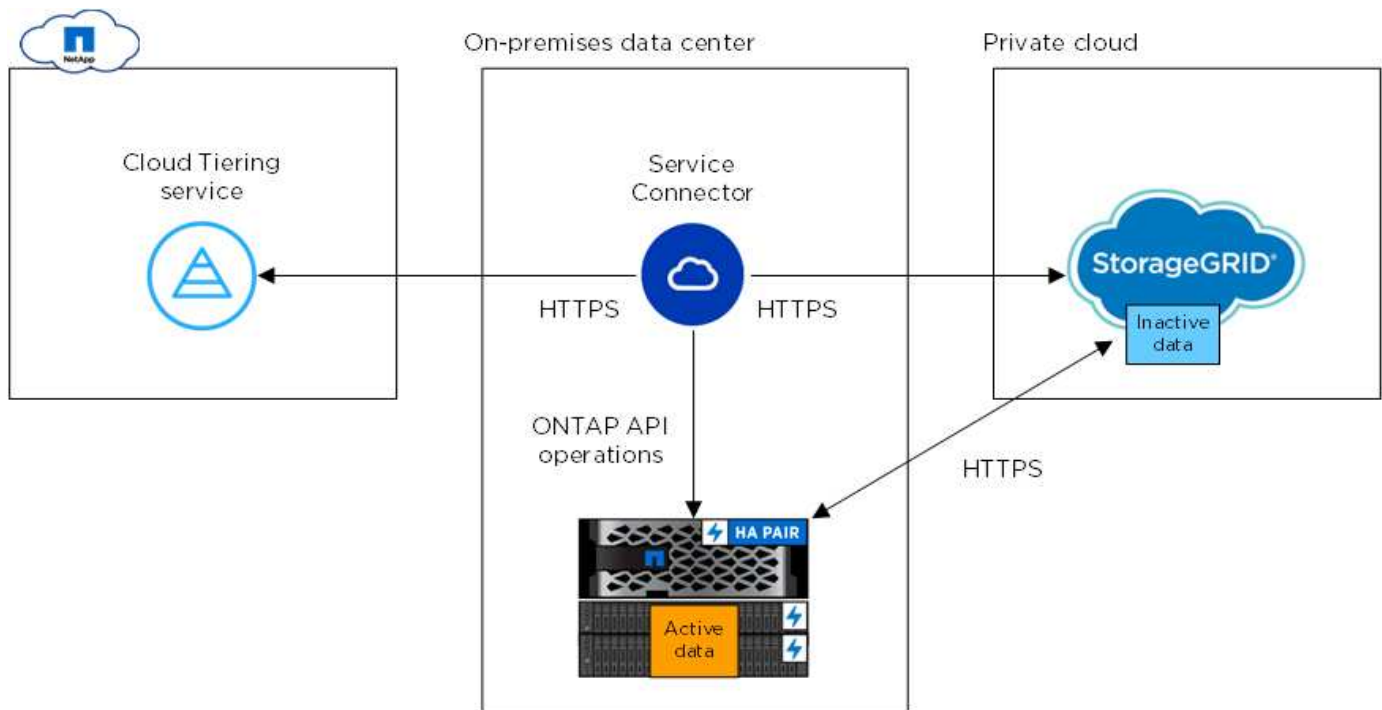 NetApp
On-premises data center
Private cloud
Cloud Tiering
service
Service
Connector
StorageGRID®
HTTPS
HTTPS
Inactive
data
ONTAP API
operations
HTTPS
HA PAIR
Active
data